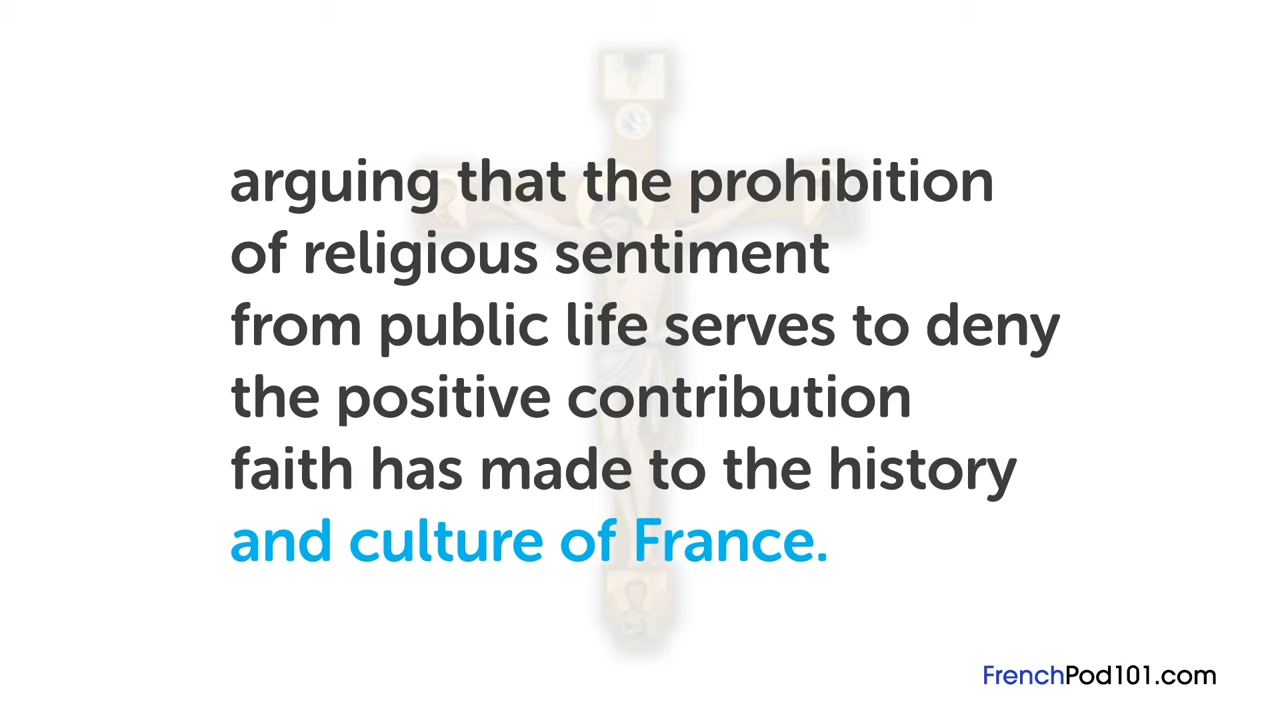 arguing that the prohibition
of religious sentiment
from public life serves to deny
the positive contribution
faith has made to the history
and culture of France.
FrenchPod101.com